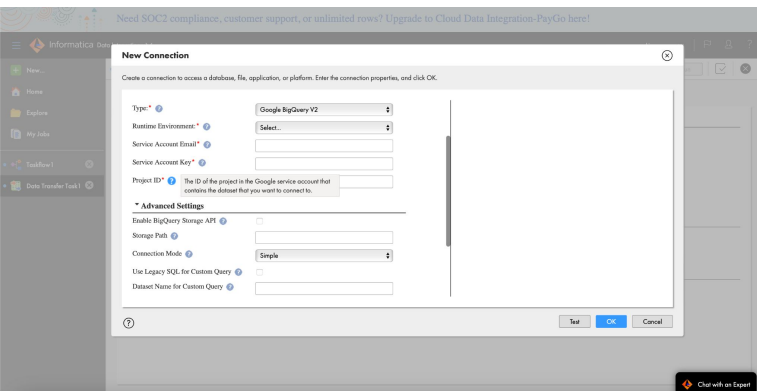 Need SOC2 compliance, customer support, or unlimited rows? Upgrade to Cloud Data Integration-PayGo here!
Informatica Data
New Connection
New...
Home
Explore
My Jobs
Taskflow1
Data Transfer Task1
Create a connection to access a database, file, application, or platform. Enter the connection properties, and click OK.
Type:* Google BigQuery V2
Runtime Environment:* Select...
Service Account Email*
Service Account Key*
Project ID* The ID of the project in the Google service account that
contains the dataset that you want to connect to.
Advanced Settings
Enable BigQuery Storage API
Storage Path
Connection Mode Simple
Use Legacy SQL for Custom Query
Dataset Name for Custom Query
Test OK Cancel
Chat with an Expert